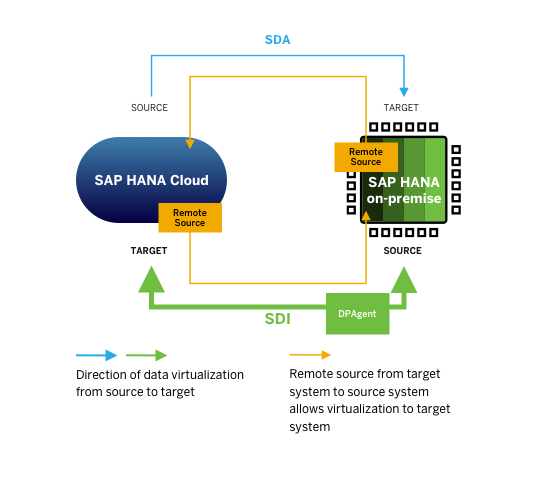 SDA
SOURCE
TARGET
Remote
Source
SAP HANA Cloud
SAP HANA
on-premise
Remote
Source
TARGET
SOURCE
SDI
DPAgent
Direction of data virtualization
from source to target
Remote source from target
system to source system
allows virtualization to target
system